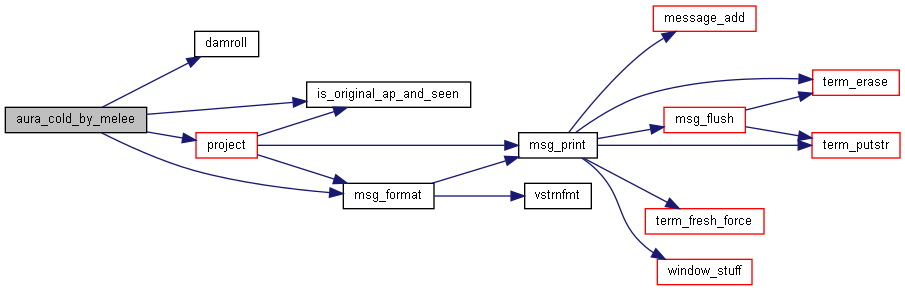 message_add
damroll
term_erase
is_original_ap_and_seen
aura_cold_by_melee
msg_flush
project
msg_print
term_putstr
msg_format
vstrnfmt
term_fresh_force
window_stuff